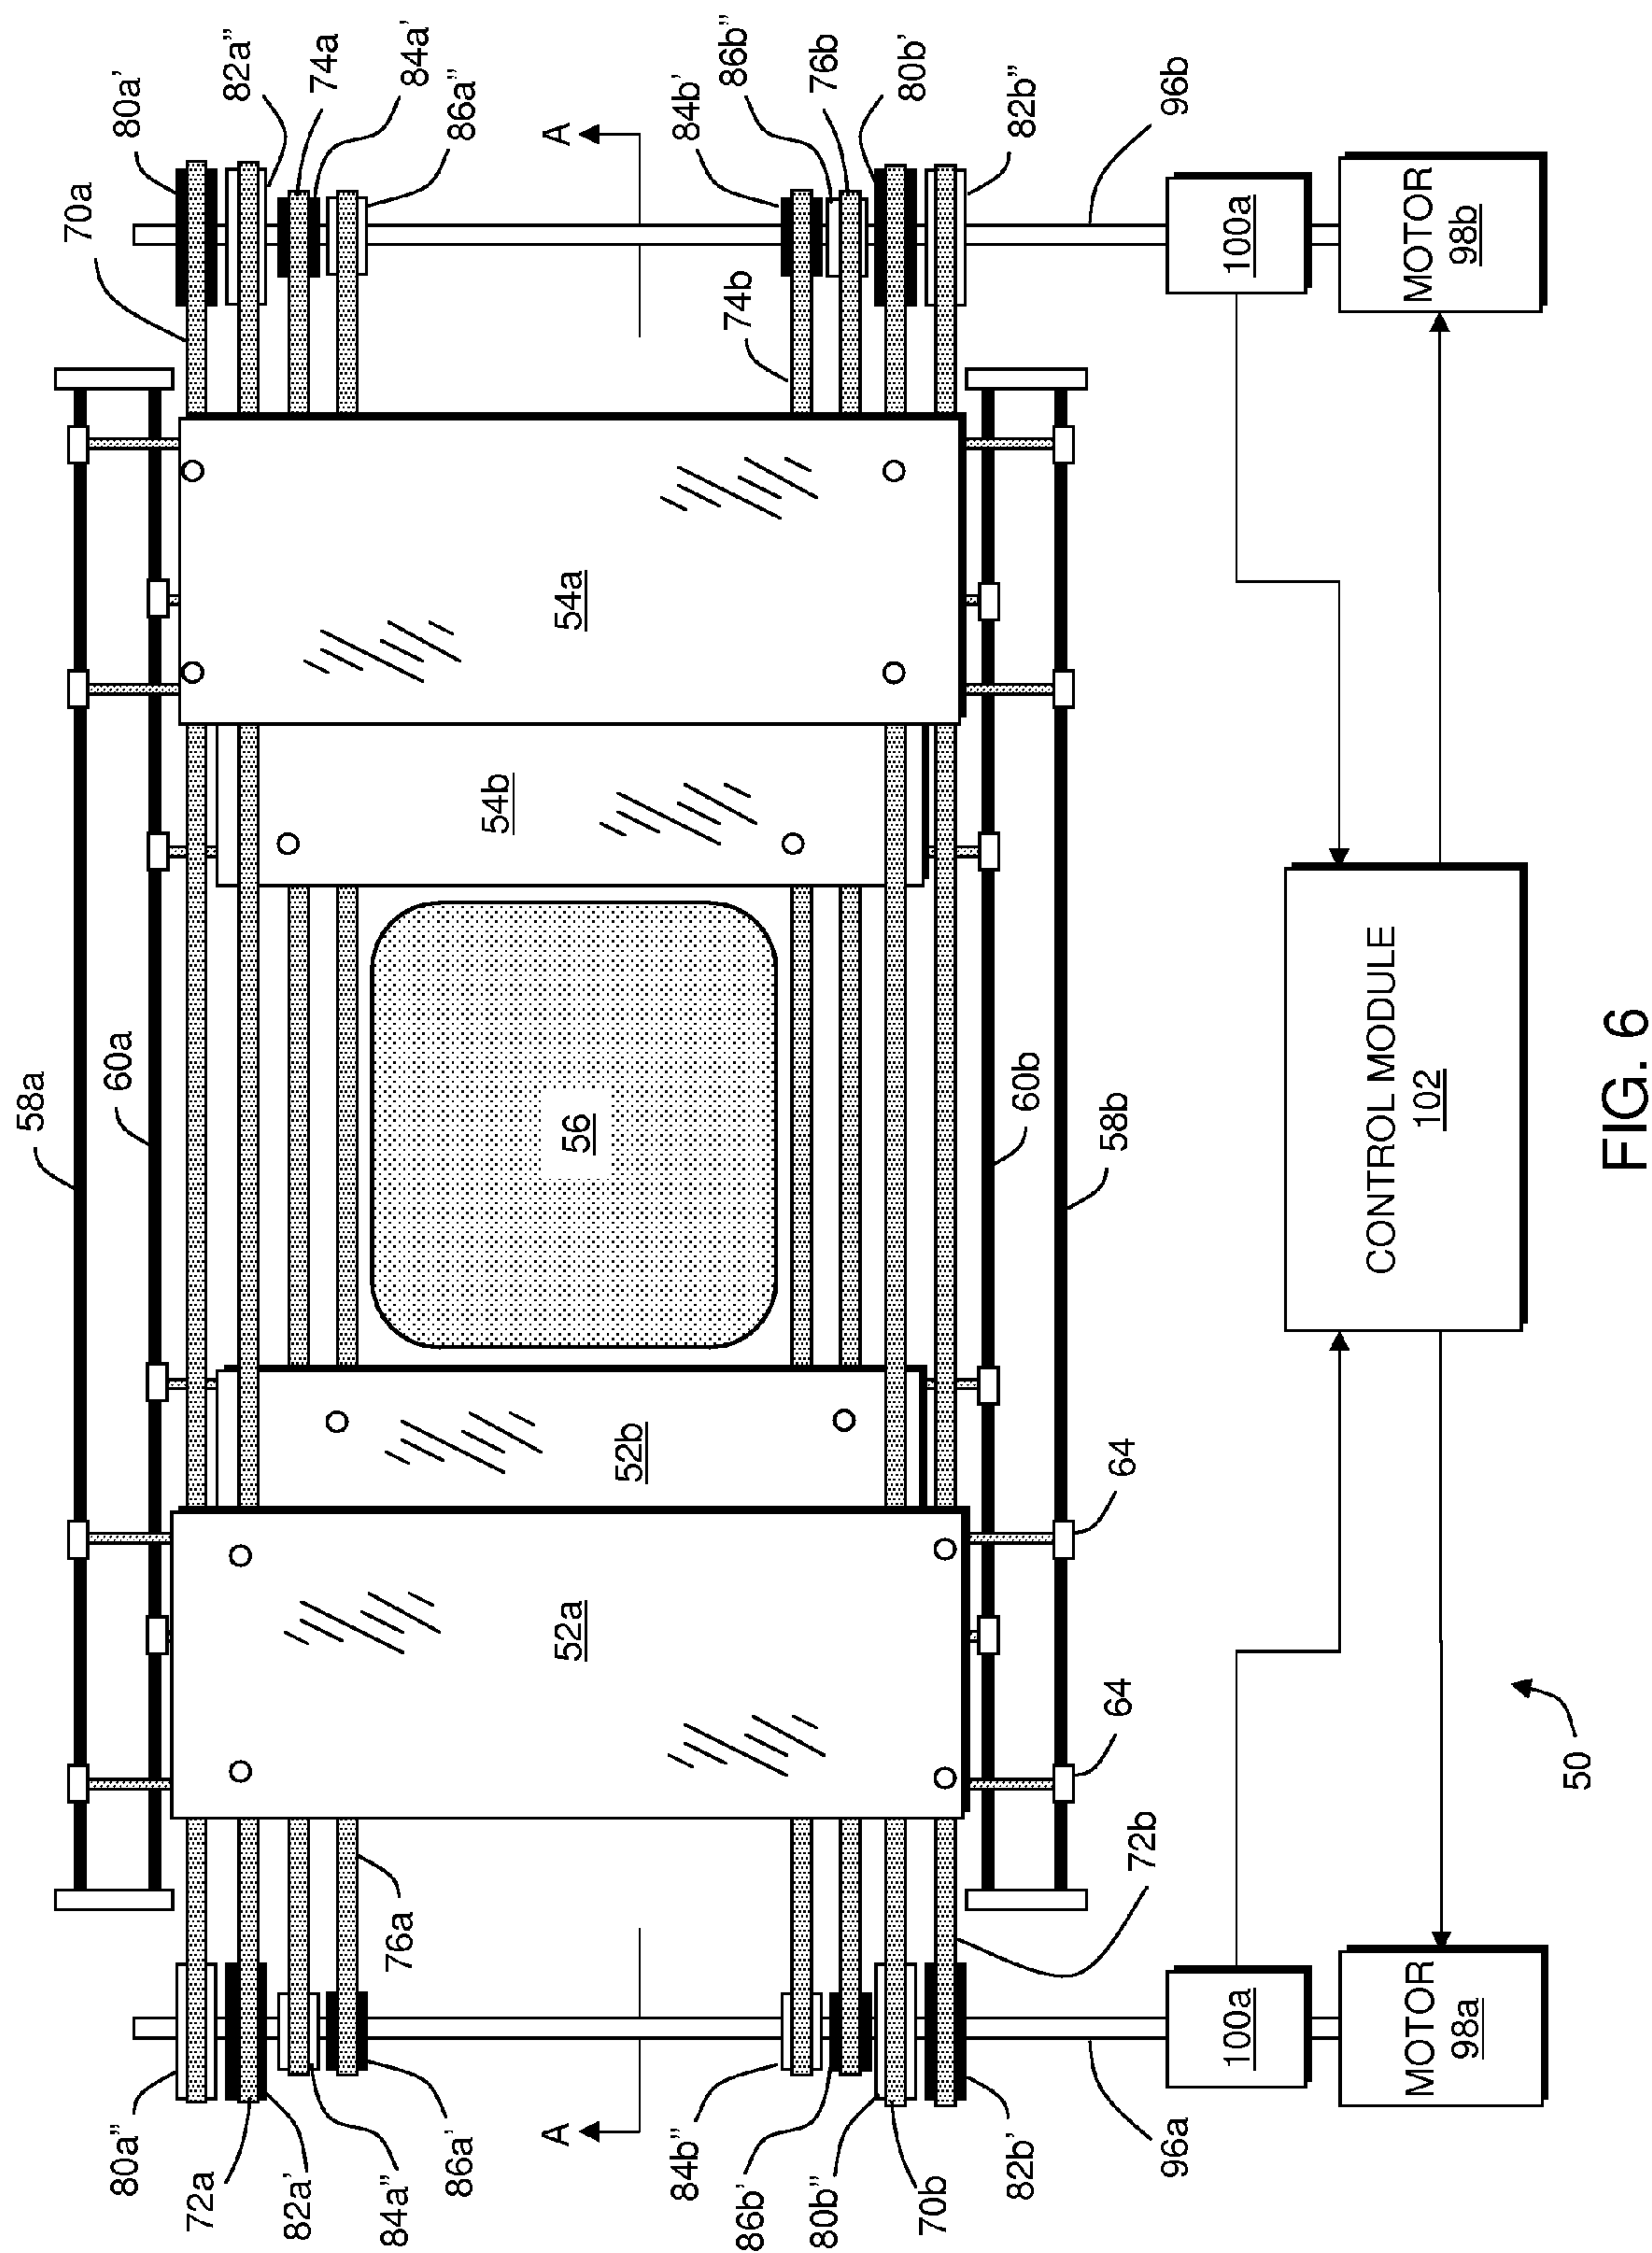 58a
60a
70a
80a'
82a"
74a
84a'
86a"
A
84b'
86b"
76b
80b'
82b"
96b
74b
54a
54b
56
52b
52a
60b
58b
64
64
72b
76a
80a"
72a
82a'
84a"
86a'
A
84b"
86b'
80b"
70b
82b'
96a
100a
MOTOR
98a
CONTROL MODULE
102
100a
MOTOR
98b
50
FIG. 6